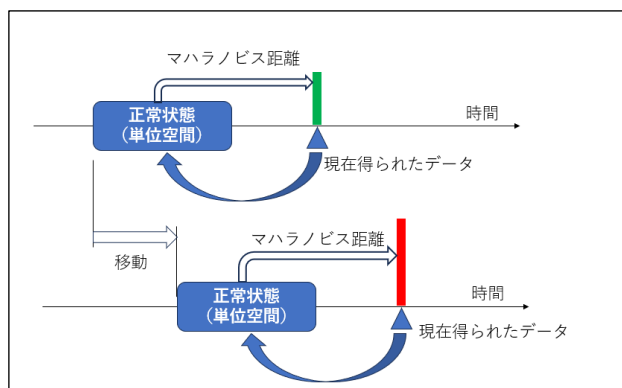 マハラノビス距離
正常状態
（単位空間）
時間
現在得られたデータ
移動
マハラノビス距離
正常状態
（単位空間）
時間
現在得られたデータ